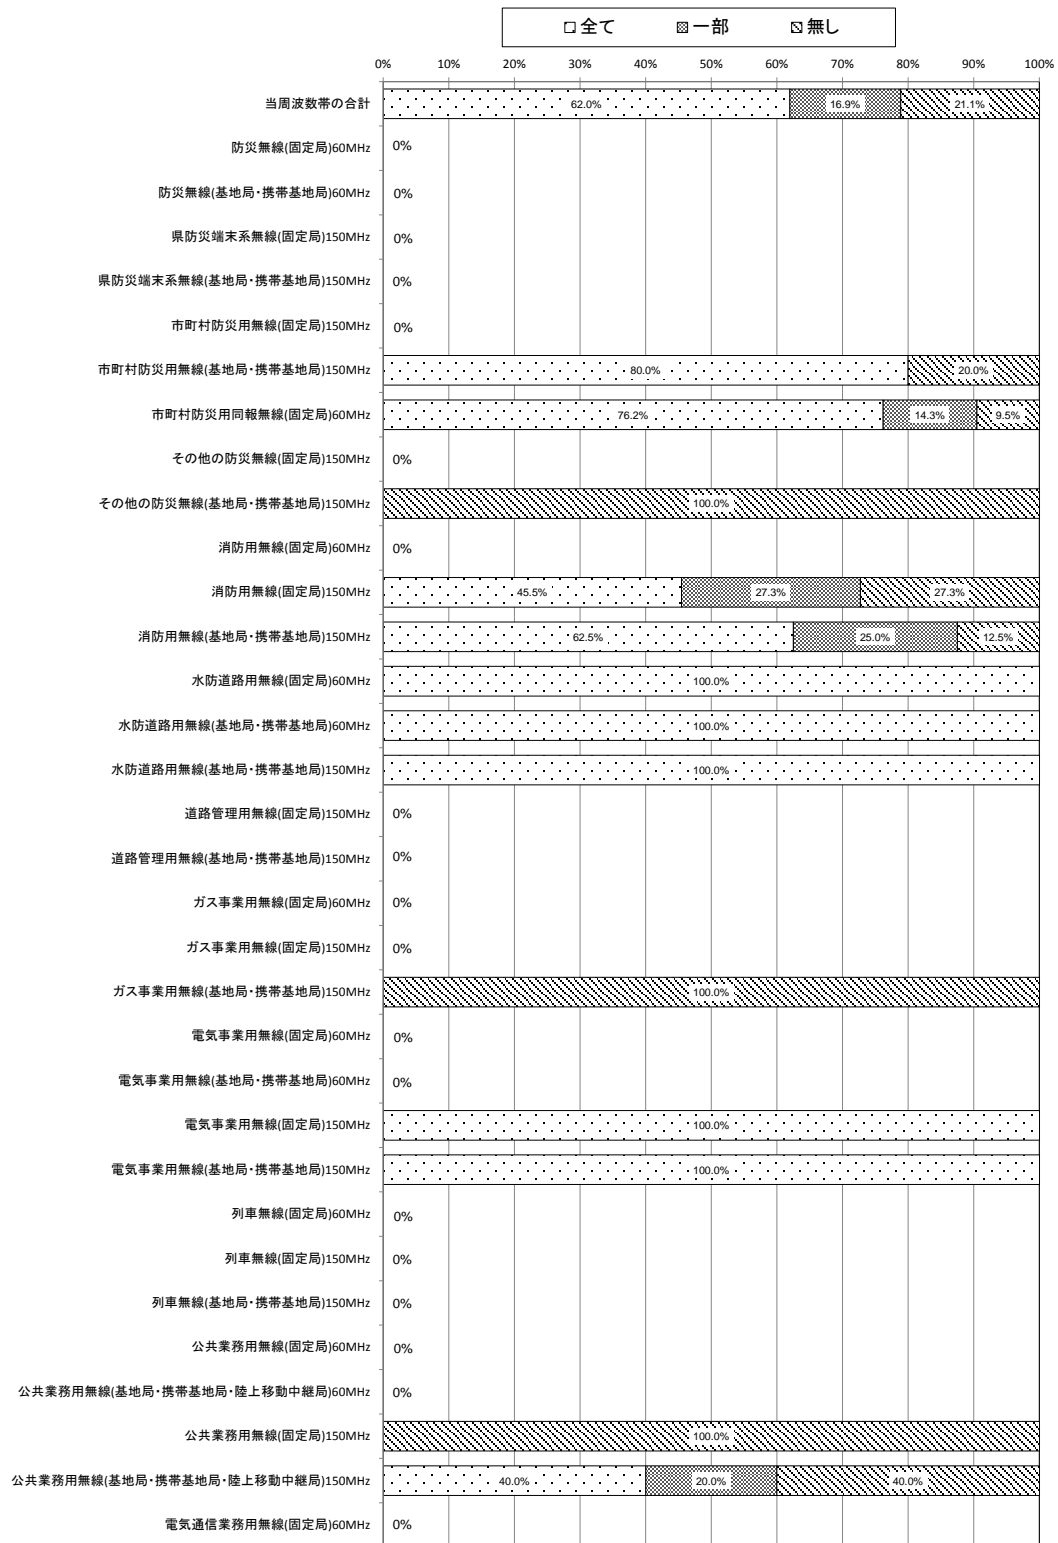 全て 一部 無し
0% 10% 20% 30% 40% 50% 60% 70% 80% 90% 100%
当周波数帯の合計 62.0% 16.9% 21.1%
防災無線(固定局)60MHz 0%
防災無線(基地局・携帯基地局)60MHz 0%
県防災端末系無線(固定局)150MHz 0%
県防災端末系無線(基地局・携帯基地局)150MHz 0%
市町村防災用無線(固定局)150MHz 0%
市町村防災用無線(基地局・携帯基地局)150MHz 80.0% 20.0%
市町村防災用同報無線(固定局)60MHz 76.2% 14.3% 9.5%
その他の防災無線(固定局)150MHz 0%
その他の防災無線(基地局・携帯基地局)150MHz 100.0%
消防用無線(固定局)60MHz 0%
消防用無線(固定局)150MHz 45.5% 27.3% 27.3%
消防用無線(基地局・携帯基地局)150MHz 62.5% 25.0% 12.5%
水防道路用無線(固定局)60MHz 100.0%
水防道路用無線(基地局・携帯基地局)60MHz 100.0%
水防道路用無線(基地局・携帯基地局)150MHz 100.0%
道路管理用無線(固定局)150MHz 0%
道路管理用無線(基地局・携帯基地局)150MHz 0%
ガス事業用無線(固定局)60MHz 0%
ガス事業用無線(固定局)150MHz 0%
ガス事業用無線(基地局・携帯基地局)150MHz 100.0%
電気事業用無線(固定局)60MHz 0%
電気事業用無線(基地局・携帯基地局)60MHz 0%
電気事業用無線(固定局)150MHz 100.0%
電気事業用無線(基地局・携帯基地局)150MHz 100.0%
列車無線(固定局)60MHz 0%
列車無線(固定局)150MHz 0%
列車無線(基地局・携帯基地局)150MHz 0%
公共業務用無線(固定局)60MHz 0%
公共業務用無線(基地局・携帯基地局・陸上移動中継局)60MHz 0%
公共業務用無線(固定局)150MHz 100.0%
公共業務用無線(基地局・携帯基地局・陸上移動中継局)150MHz 40.0% 20.0% 40.0%
電気通信業務用無線(固定局)60MHz 0%